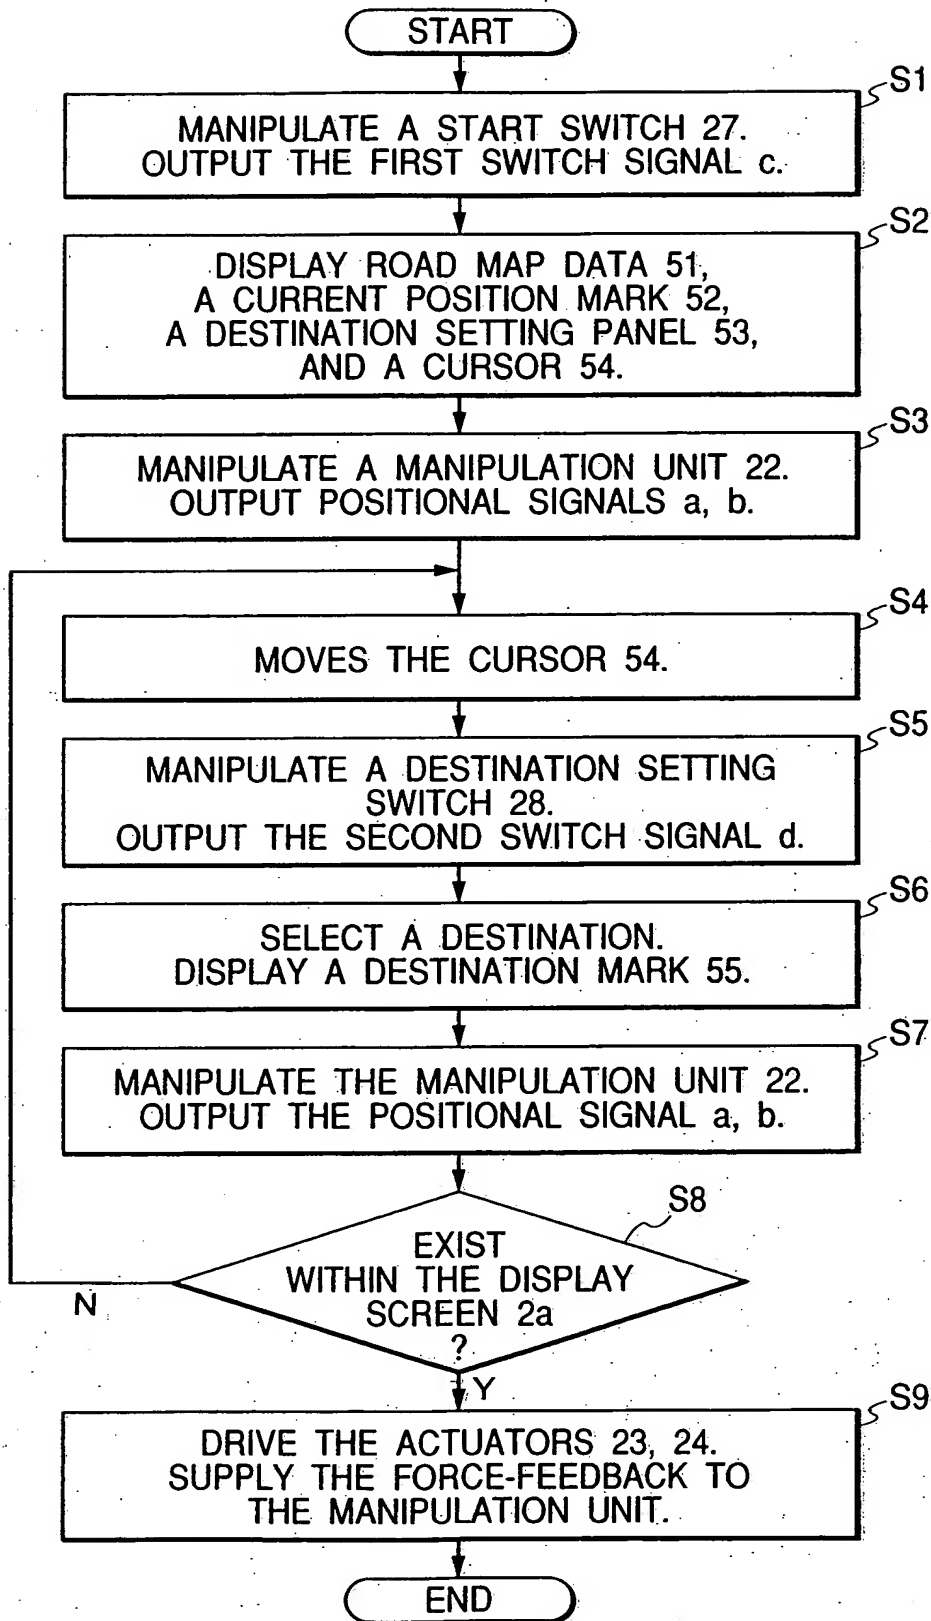 START
S1
MANIPULATE A START SWITCH 27.
OUTPUT THE FIRST SWITCH SIGNAL c.
S2
DISPLAY ROAD MAP DATA 51,
A CURRENT POSITION MARK 52,
A DESTINATION SETTING PANEL 53,
AND A CURSOR 54.
S3
MANIPULATE A MANIPULATION UNIT 22.
OUTPUT POSITIONAL SIGNALS a, b.
S4
MOVES THE CURSOR 54.
S5
MANIPULATE A DESTINATION SETTING
SWITCH 28.
OUTPUT THE SECOND SWITCH SIGNAL d.
S6
SELECT A DESTINATION.
DISPLAY A DESTINATION MARK 55.
S7
MANIPULATE THE MANIPULATION UNIT 22.
OUTPUT THE POSITIONAL SIGNAL a, b.
S8
EXIST
WITHIN THE DISPLAY
SCREEN 2a
?
N
Y
S9
DRIVE THE ACTUATORS 23, 24.
SUPPLY THE FORCE-FEEDBACK TO
THE MANIPULATION UNIT.
END